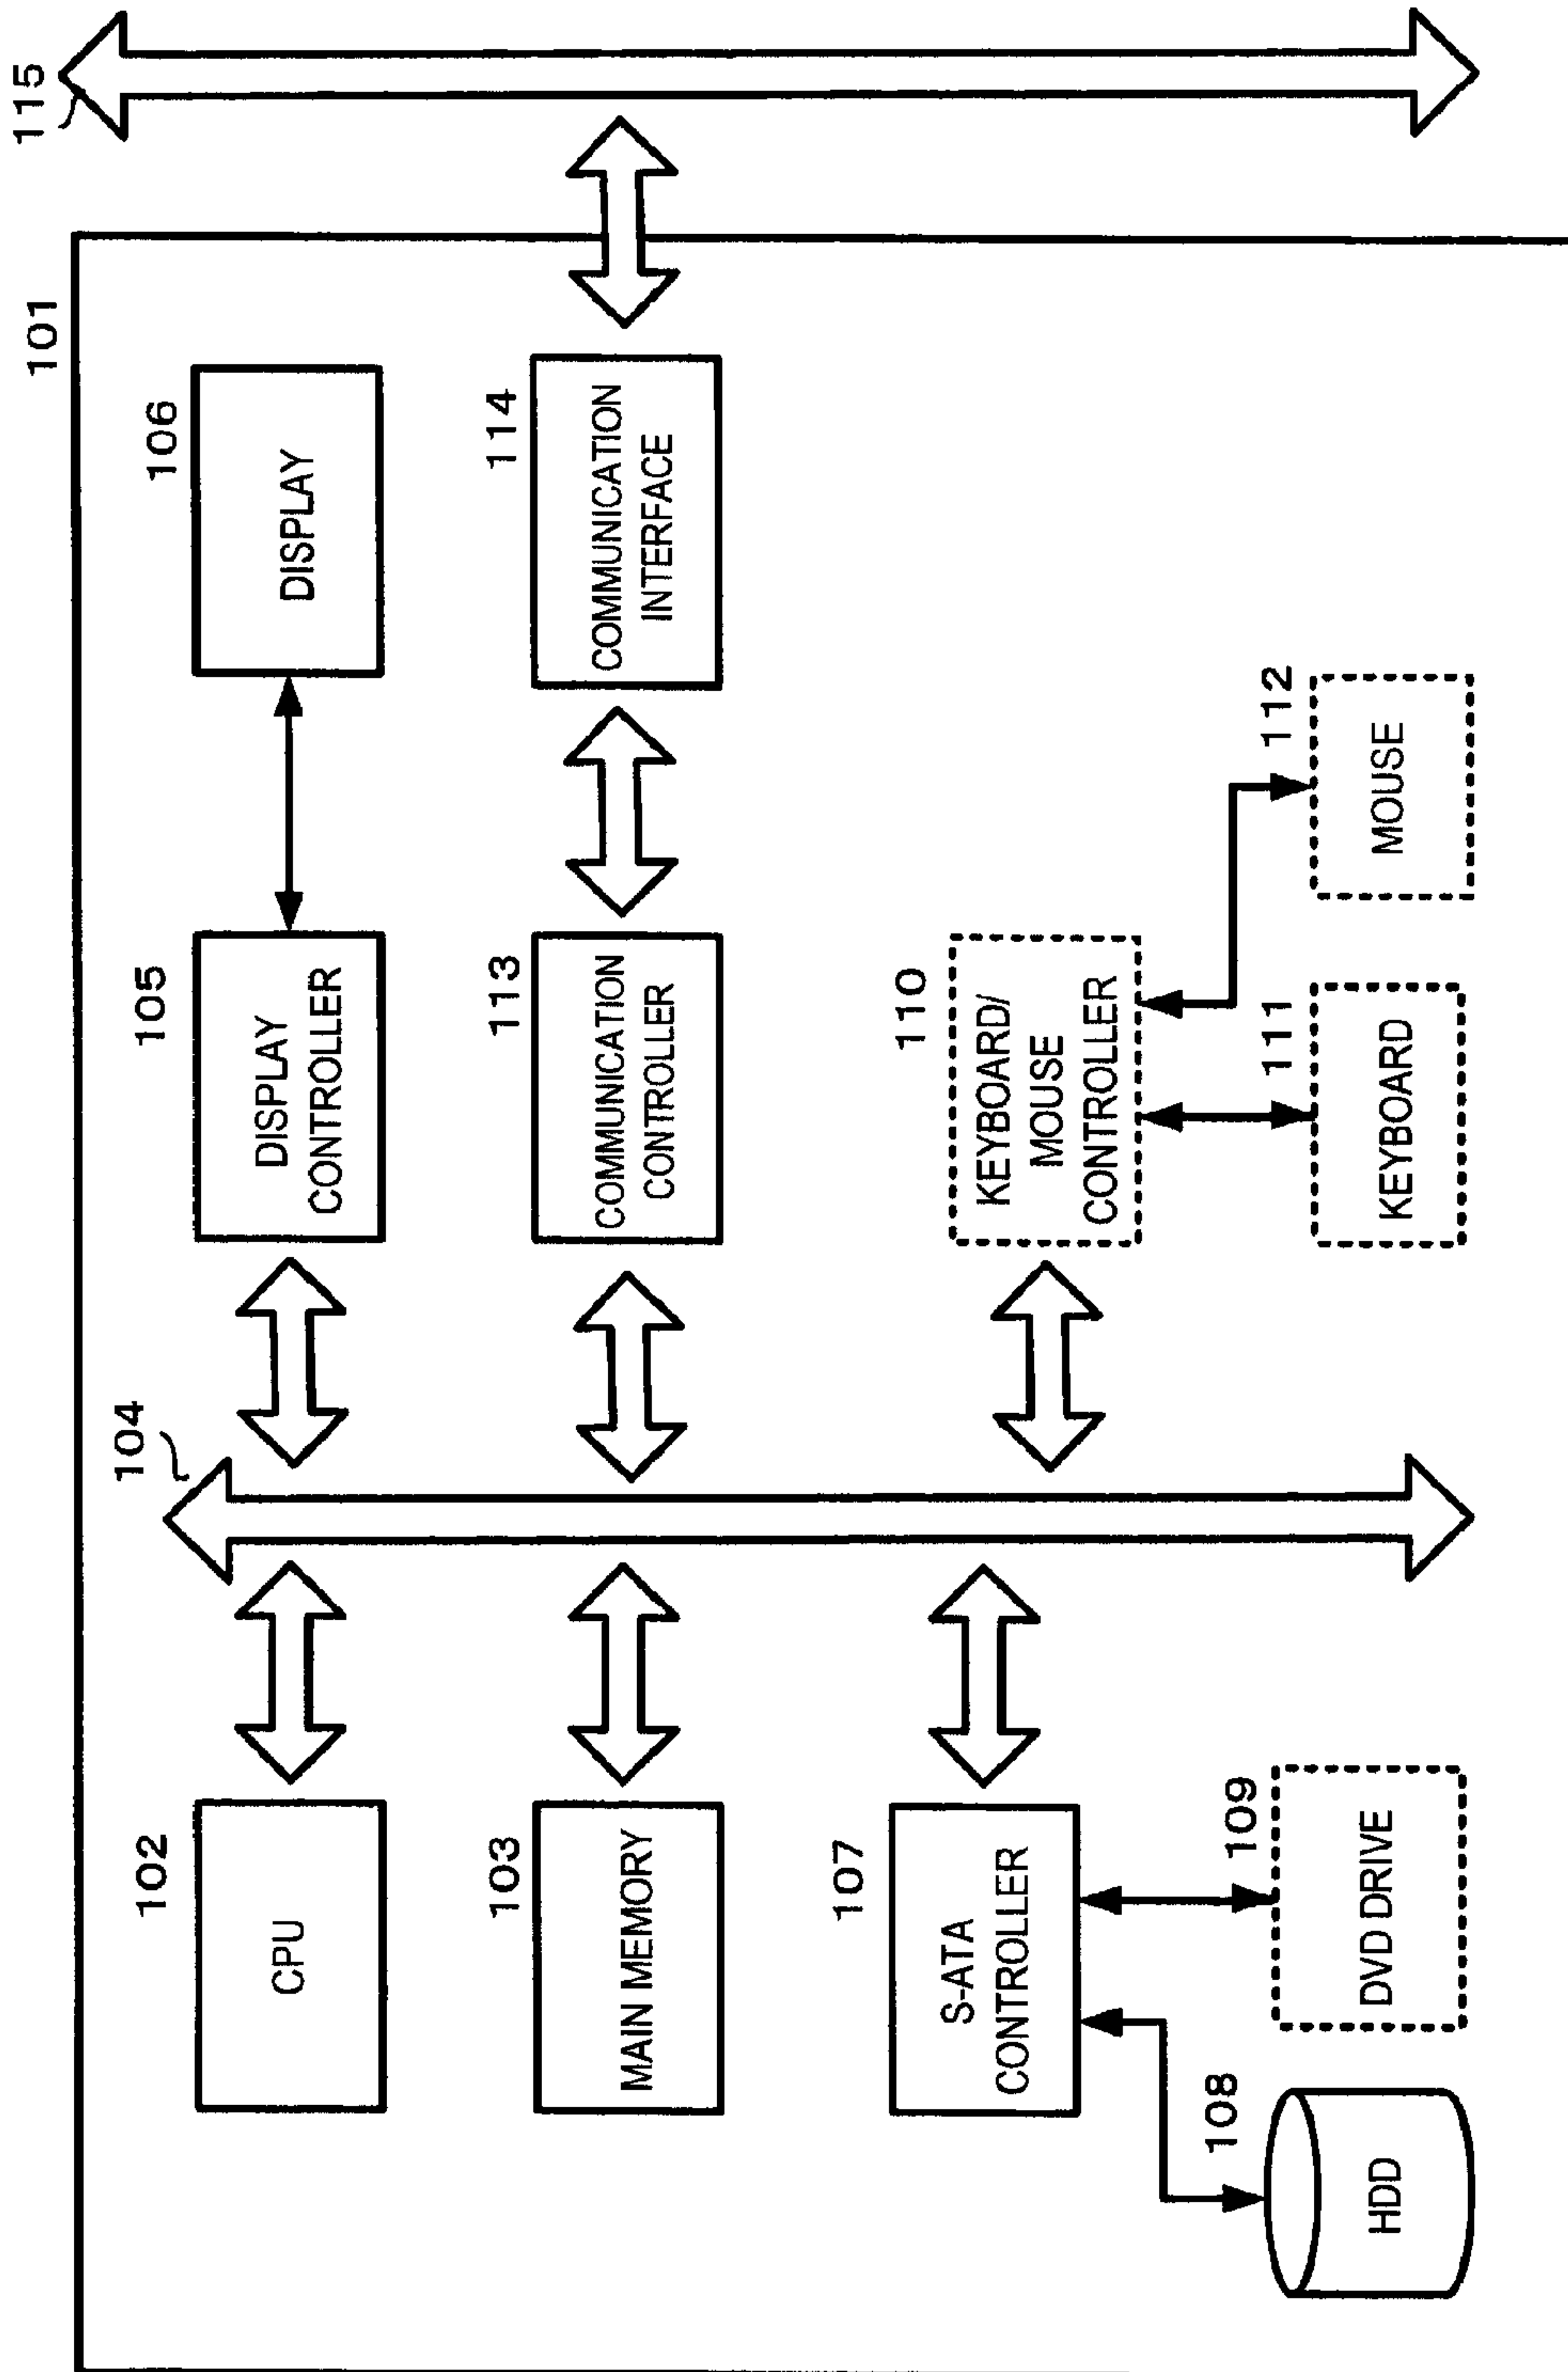 101
115
102
CPU
104
105
DISPLAY
CONTROLLER
106
DISPLAY
103
MAIN MEMORY
113
COMMUNICATION
CONTROLLER
114
COMMUNICATION
INTERFACE
107
S-ATA
CONTROLLER
110
KEYBOARD/
MOUSE
CONTROLLER
108
HDD
109
DVD DRIVE
111
KEYBOARD
112
MOUSE